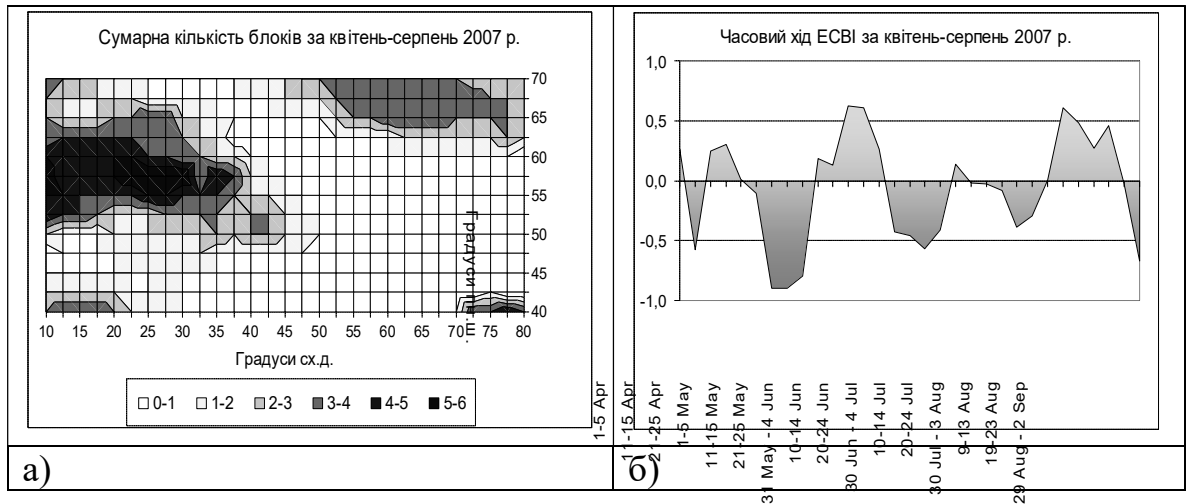 Сумарна кількість блоків за квітень-серпень 2007 р.
70
65
60
55
50
45
40
Градуси пн.ш.
10 15 20 25 30 35 40 45 50 55 60 65 70 75 80
Градуси сх.д.
0-1 1-2 2-3 3-4 4-5 5-6
а)
Часовий хід ЕСВІ за квітень-серпень 2007 р.
1,0
0,5
0,0
-0,5
-1,0
1-5 Apr
11-15 Apr
21-25 Apr
1-5 May
11-15 May
21-25 May
31 May - 4 Jun
10-14 Jun
20-24 Jun
30 Jun - 4 Jul
10-14 Jul
20-24 Jul
30 Jul - 3 Aug
9-13 Aug
19-23 Aug
29 Aug - 2 Sep
б)